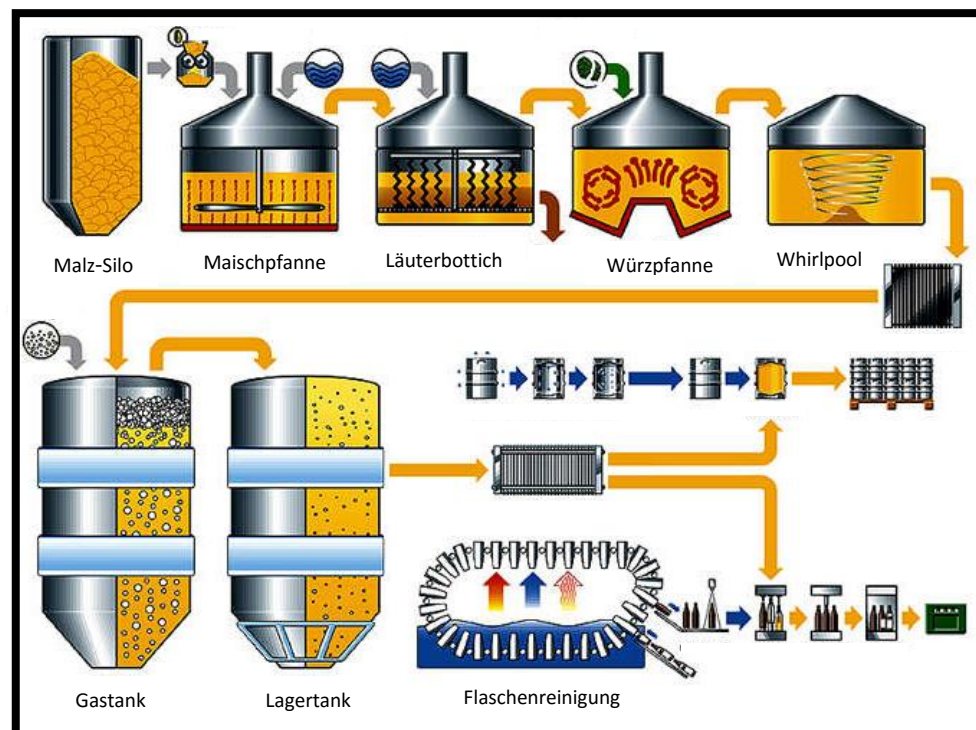 Malz-Silo
Maischpfanne
Läuterbottich
Würzpfanne
Whirlpool
Gastank
Lagertank
Flaschenreinigung